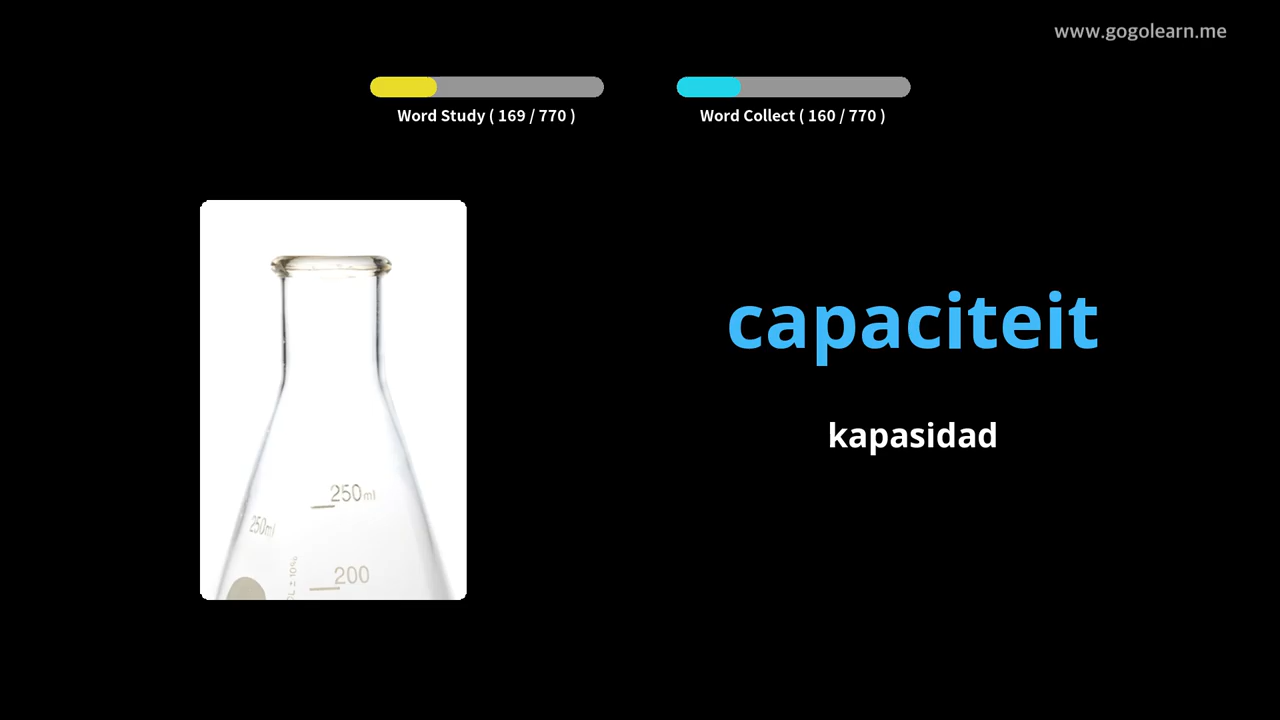 www.gogolearn.me
Word Study ( 169 / 770 )
Word Collect ( 160 / 770 )
capaciteit
kapasidad
250ml
250ml
200